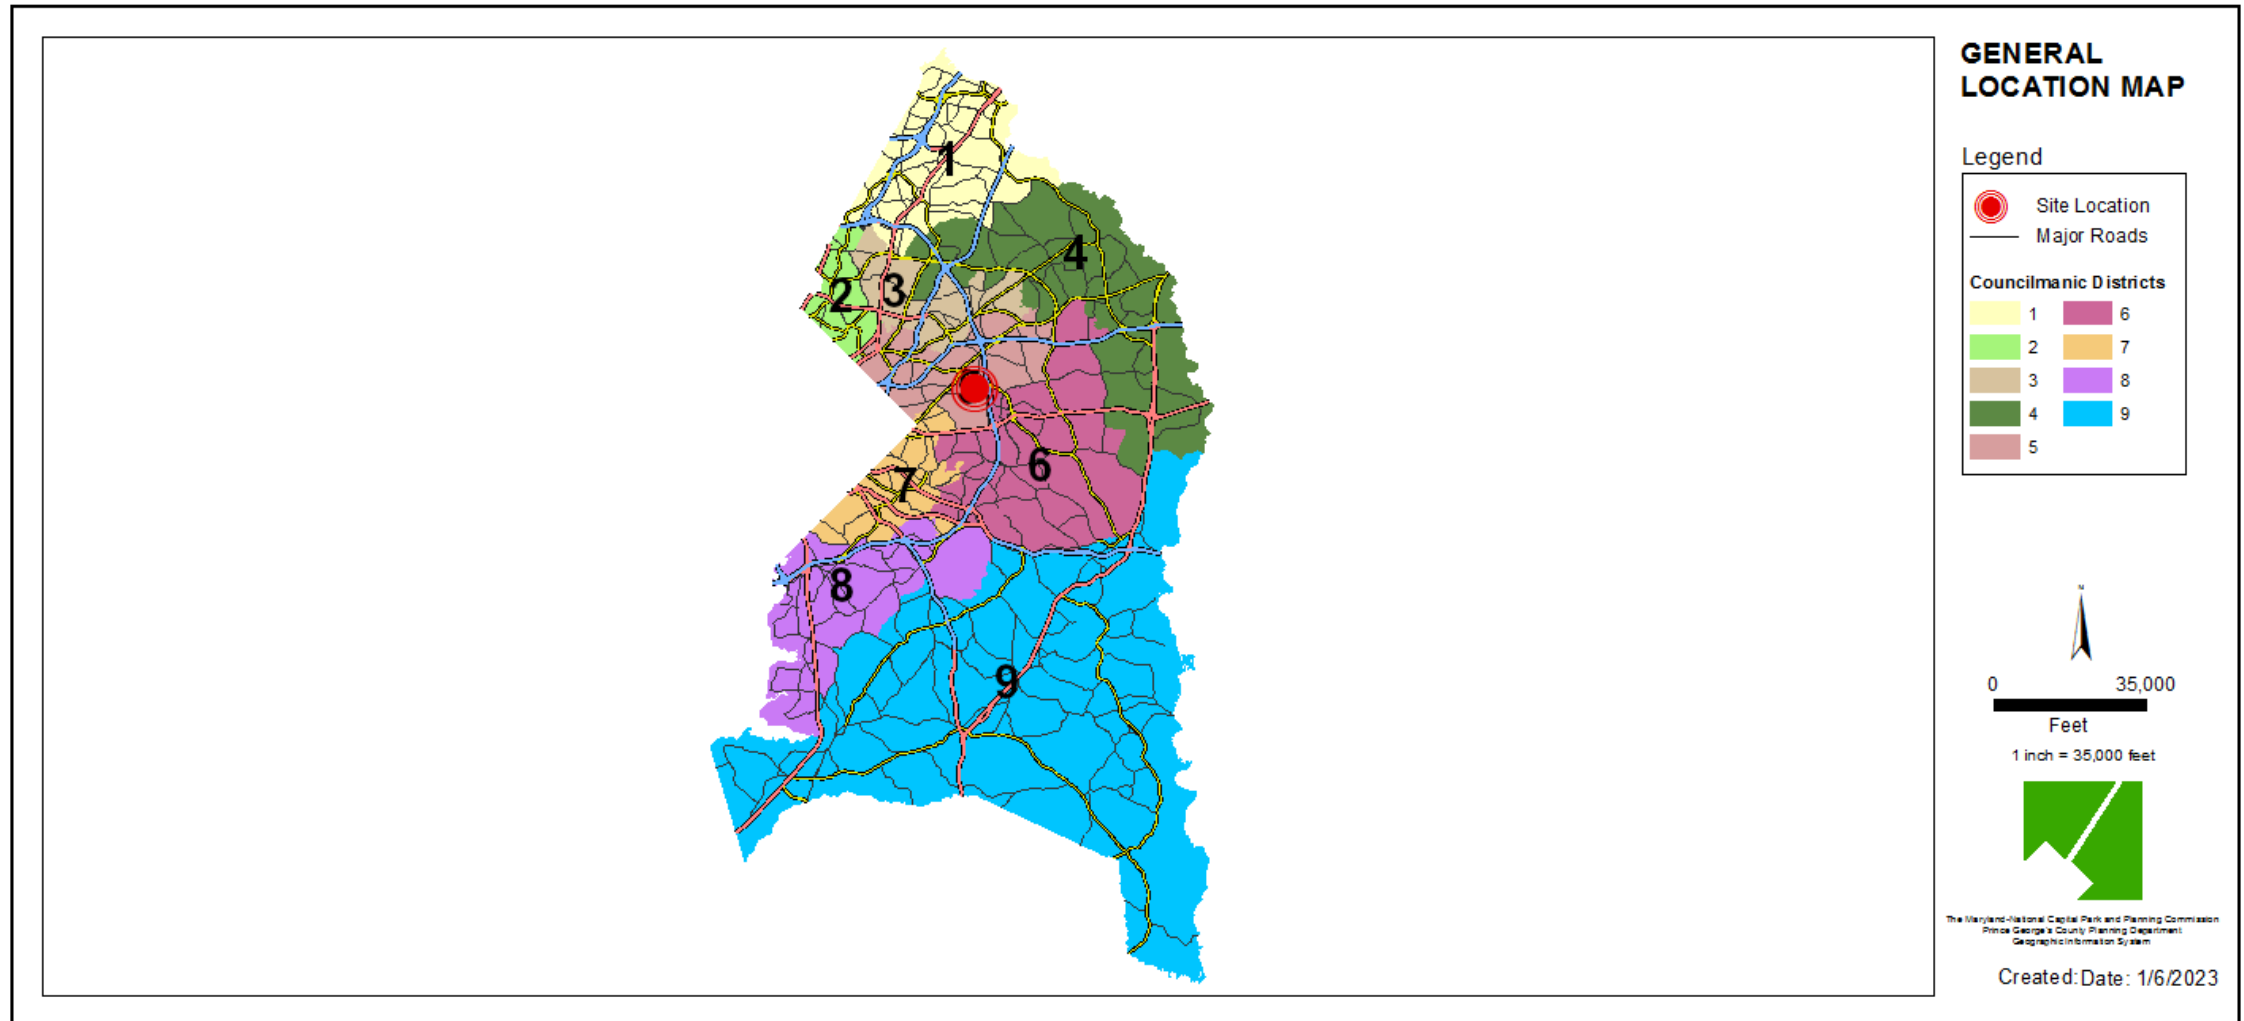 GENERAL
LOCATION MAP
Legend
Site Location
Major Roads
Councilmanic Districts
1 6
2 7
3 8
4 9
5
1
4
2
3
6
7
8
9
N
0 35,000
Feet
1 inch = 35,000 feet
The Maryland-National Capital Park and Planning Commission
Prince George's County Planning Department
Geographic Information System
Created: Date: 1/6/2023